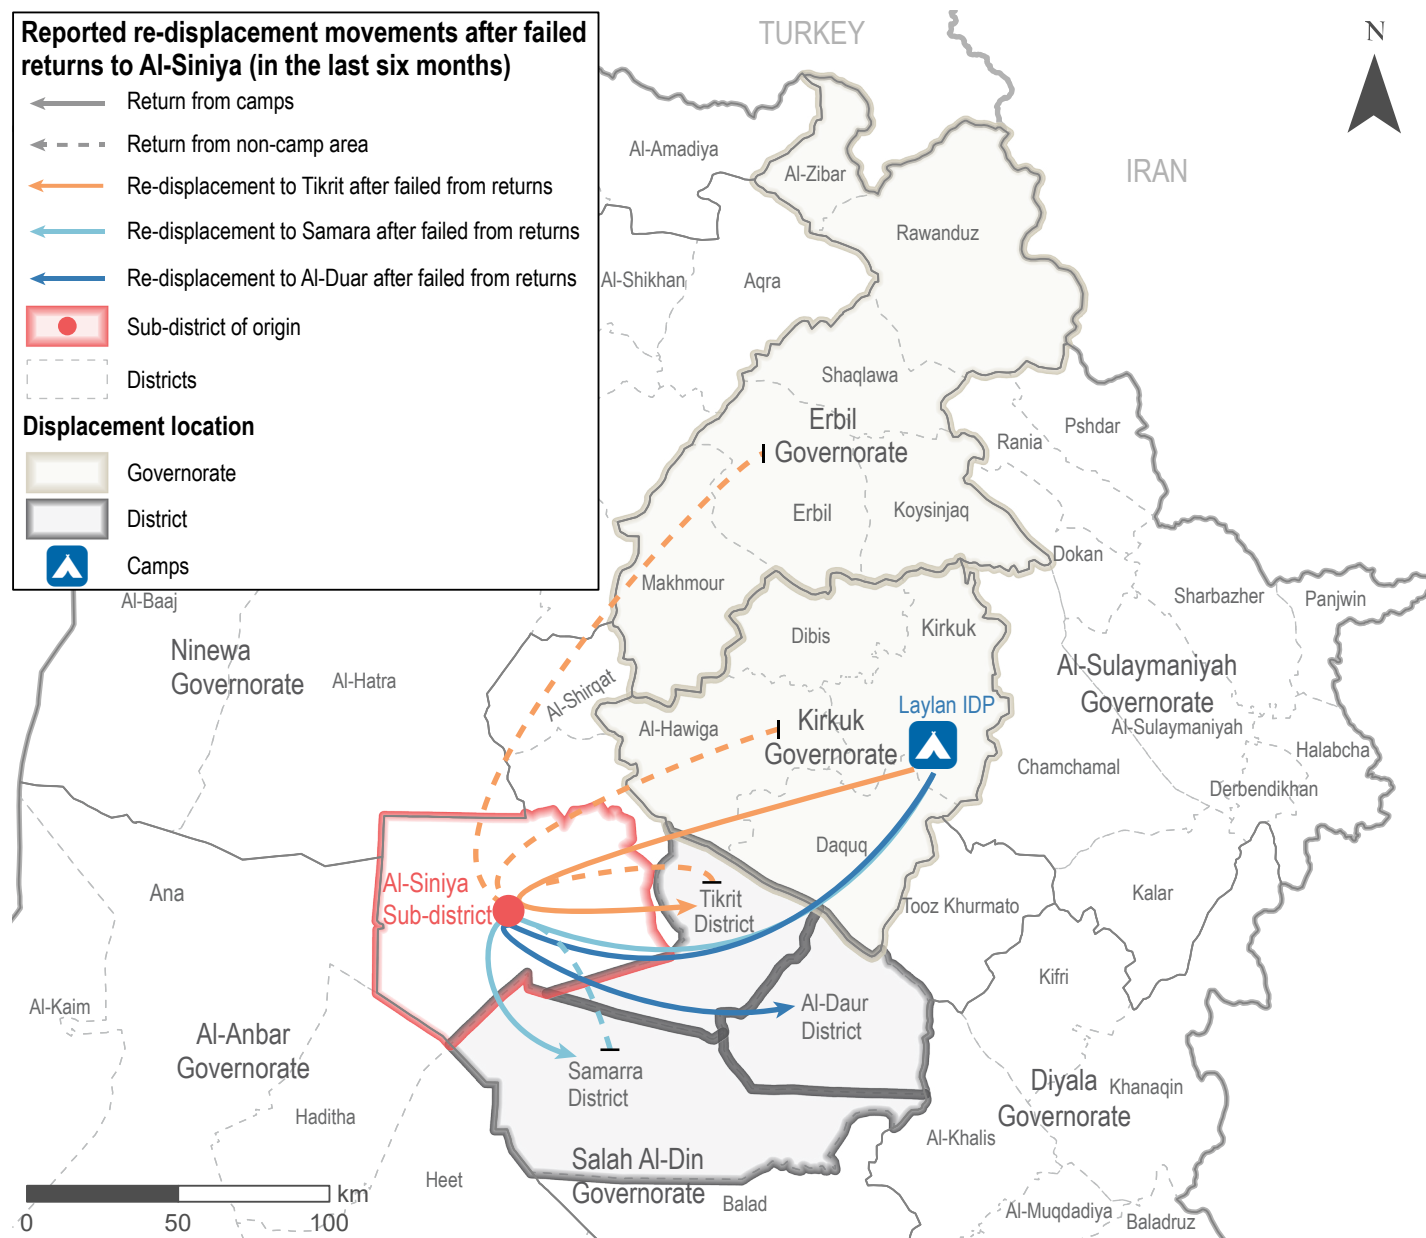 Reported re-displacement movements after failed
returns to Al-Siniya (in the last six months)
Return from camps
Return from non-camp area
Re-displacement to Tikrit after failed from returns
Re-displacement to Samara after failed from returns
Re-displacement to Al-Duar after failed from returns
Sub-district of origin
Districts
Displacement location
Governorate
District
Camps
TURKEY
N
IRAN
Al-Amadiya
Al-Zibar
Rawanduz
Al-Shikhan
Aqra
Shaqlawa
Erbil
Governorate
Rania
Pshdar
Erbil
Koysinjaq
Dokan
Makhmour
Sharbazher
Panjwin
Al-Baaj
Dibis
Kirkuk
Ninewa
Governorate
Al-Hatra
Al-Shirqat
Al-Sulaymaniyah
Governorate
Al-Sulaymaniyah
Laylan IDP
Al-Hawiga
Kirkuk
Governorate
Halabcha
Chamchamal
Derbendikhan
Daquq
Al-Siniya
Sub-district
Tikrit
District
Ana
Kalar
Tooz Khurmato
Kifri
Al-Kaim
Al-Daur
District
Al-Anbar
Governorate
Samarra
District
Diyala
Governorate
Khanaqin
Haditha
Al-Khalis
Salah Al-Din
Governorate
Heet
Balad
Al-Muqdadiya
Baladruz
km
0
50
100